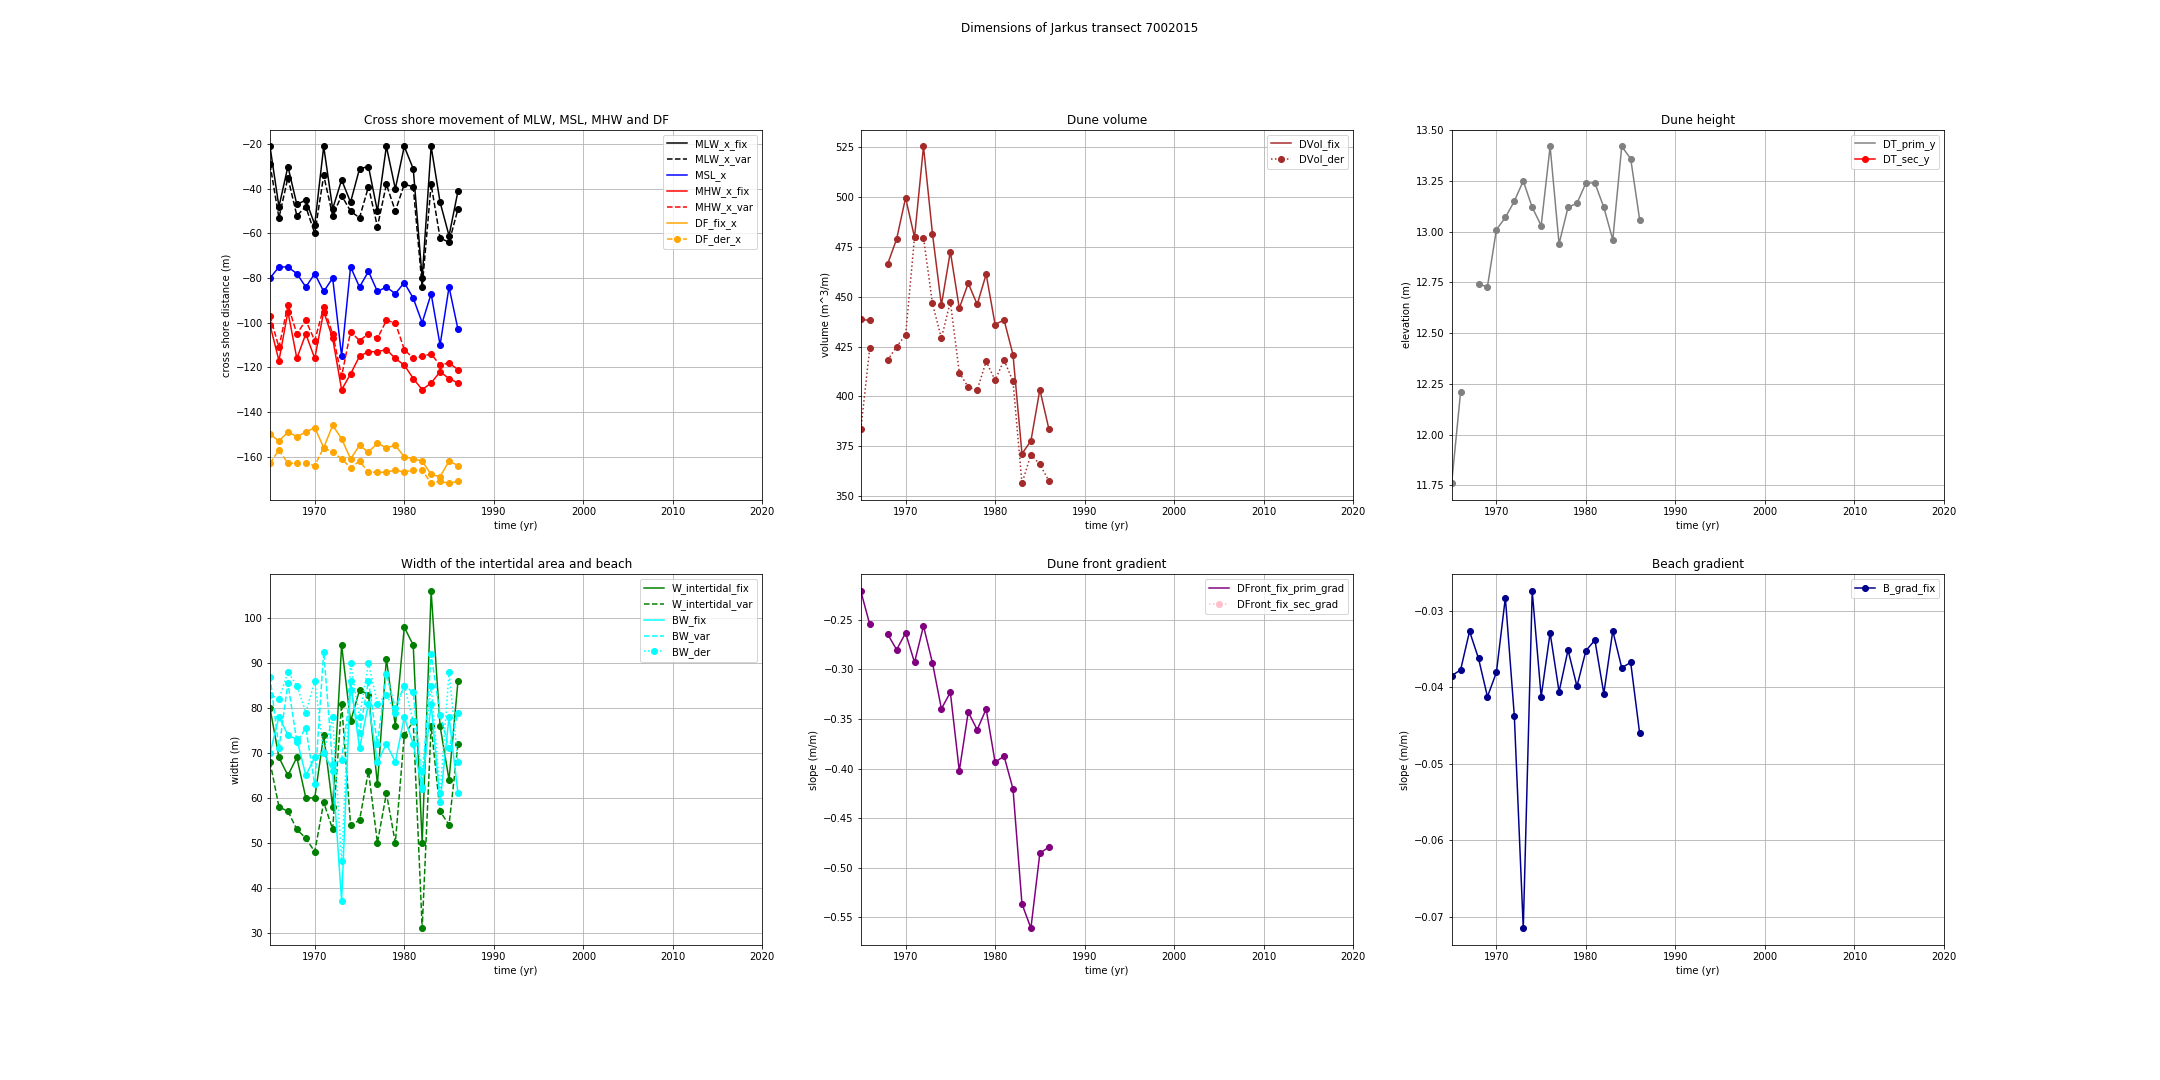 Dimensions of Jarkus transect 7002015
Cross shore movement of MLW, MSL, MHW and DF
cross shore distance (m)
−20
−40
−60
−80
−100
−120
−140
−160
MLW_x_fix
MLW_x_var
MSL_x
MHW_x_fix
MHW_x_var
DF_fix_x
DF_der_x
1970 1980 1990 2000 2010 2020
time (yr)
Dune volume
volume (m^3/m)
525
500
475
450
425
400
375
350
DVol_fix
DVol_der
1970 1980 1990 2000 2010 2020
time (yr)
Dune height
elevation (m)
13.50
13.25
13.00
12.75
12.50
12.25
12.00
11.75
DT_prim_y
DT_sec_y
1970 1980 1990 2000 2010 2020
time (yr)
Width of the intertidal area and beach
width (m)
100
90
80
70
60
50
40
30
W_intertidal_fix
W_intertidal_var
BW_fix
BW_var
BW_der
1970 1980 1990 2000 2010 2020
time (yr)
Dune front gradient
slope (m/m)
−0.25
−0.30
−0.35
−0.40
−0.45
−0.50
−0.55
DFront_fix_prim_grad
DFront_fix_sec_grad
1970 1980 1990 2000 2010 2020
time (yr)
Beach gradient
slope (m/m)
−0.03
−0.04
−0.05
−0.06
−0.07
B_grad_fix
1970 1980 1990 2000 2010 2020
time (yr)